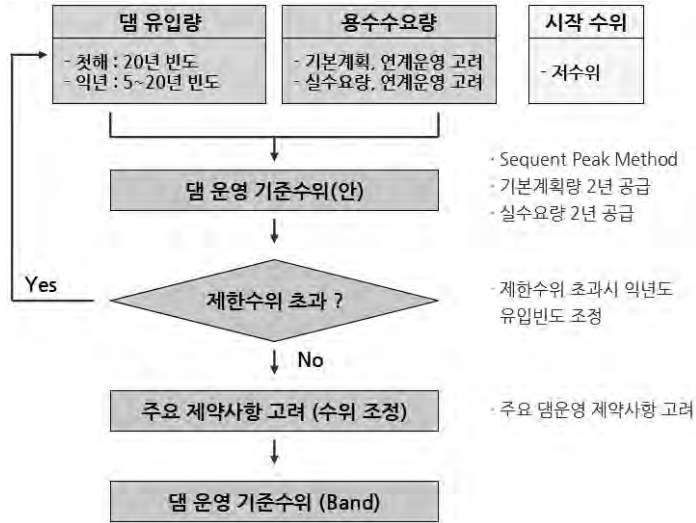 댐 유입량
- 첫해 : 20년 빈도
- 익년 : 5~20년 빈도
용수수요량
- 기본계획, 연계운영 고려
- 실수요량, 연계운영 고려
시작 수위
- 저수위
댐 운영 기준수위(안)
· Sequent Peak Method
· 기본계획량 2년 공급
· 실수요량 2년 공급
Yes
제한수위 초과 ?
· 제한수위 초과시 익년도
유입빈도 조정
No
주요 제약사항 고려 (수위 조정)
· 주요 댐운영 제약사항 고려
댐 운영 기준수위 (Band)